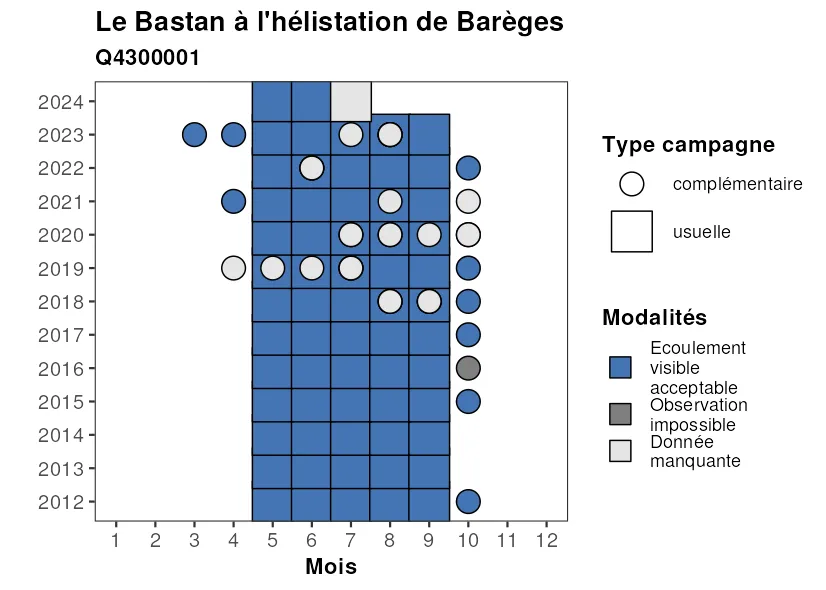 Le Bastan à l'hélistation de Barèges
Q4300001
2024
2023
2022
2021
2020
2019
2018
2017
2016
2015
2014
2013
2012
1 2 3 4 5 6 7 8 9 10 11 12
Mois
Type campagne
complémentaire
usuelle
Modalités
Ecoulement
visible
acceptable
Observation
impossible
Donnée
manquante